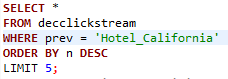 SELECT *
FROM decclickstream
WHERE prev = 'Hotel_California'
ORDER BY n DESC
LIMIT 5;